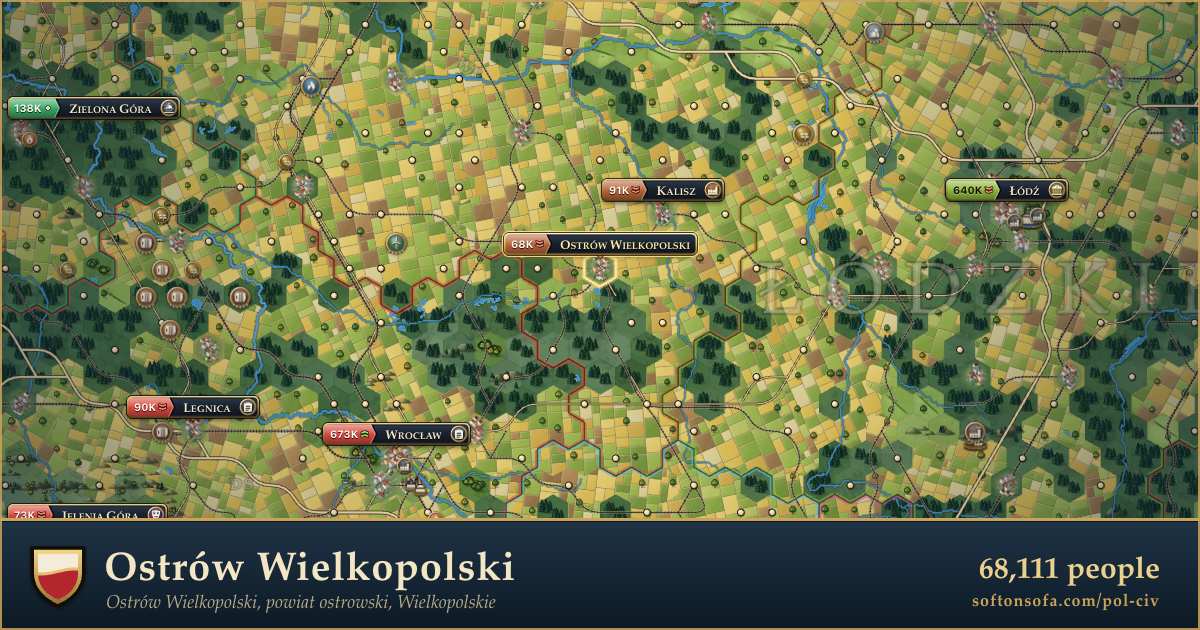 138K ZIELONA GÓRA
91K KALISZ
640K ŁÓDŹ
68K OSTRÓW WIELKOPOLSKI
ŁÓDZKIE
90K LEGNICA
673K WROCŁAW
73K JELENIA GÓRA
Ostrów Wielkopolski
68,111 people
Ostrów Wielkopolski, powiat ostrowski, Wielkopolskie
softonsofa.com/pol-civ